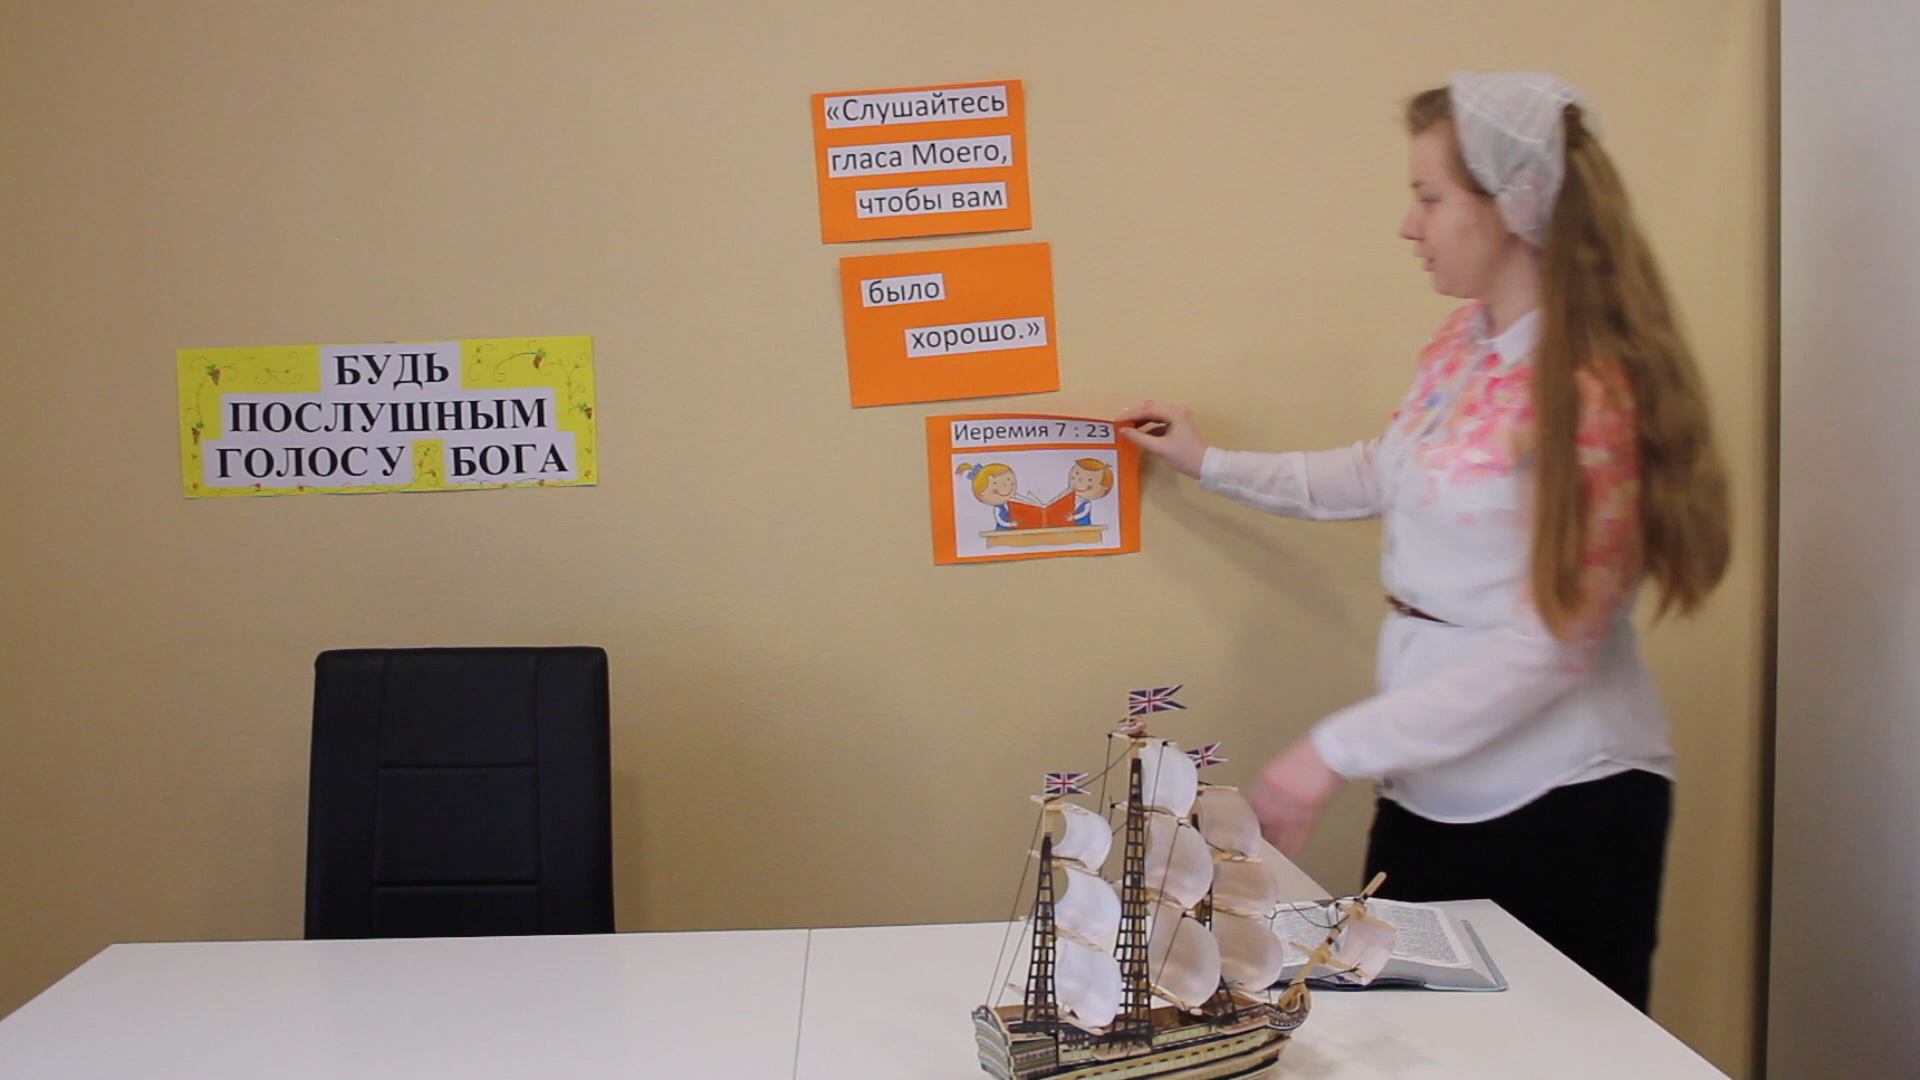 БУДЬ
ПОСЛУШНЫМ
ГОЛОСУ БОГА
«Слушайтесь
гласа Моего,
чтобы вам
было
хорошо.»
Иеремия 7 : 23